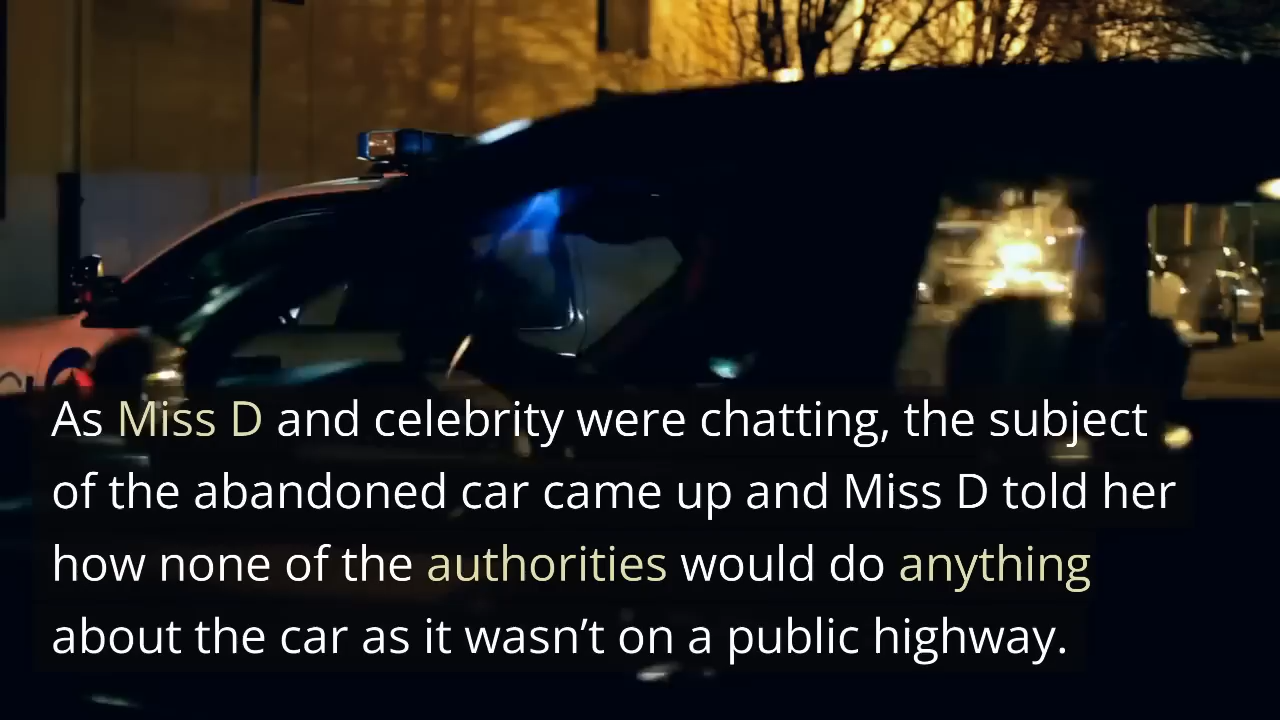 As Miss D and celebrity were chatting, the subject
of the abandoned car came up and Miss D told her
how none of the authorities would do anything
about the car as it wasn’t on a public highway.